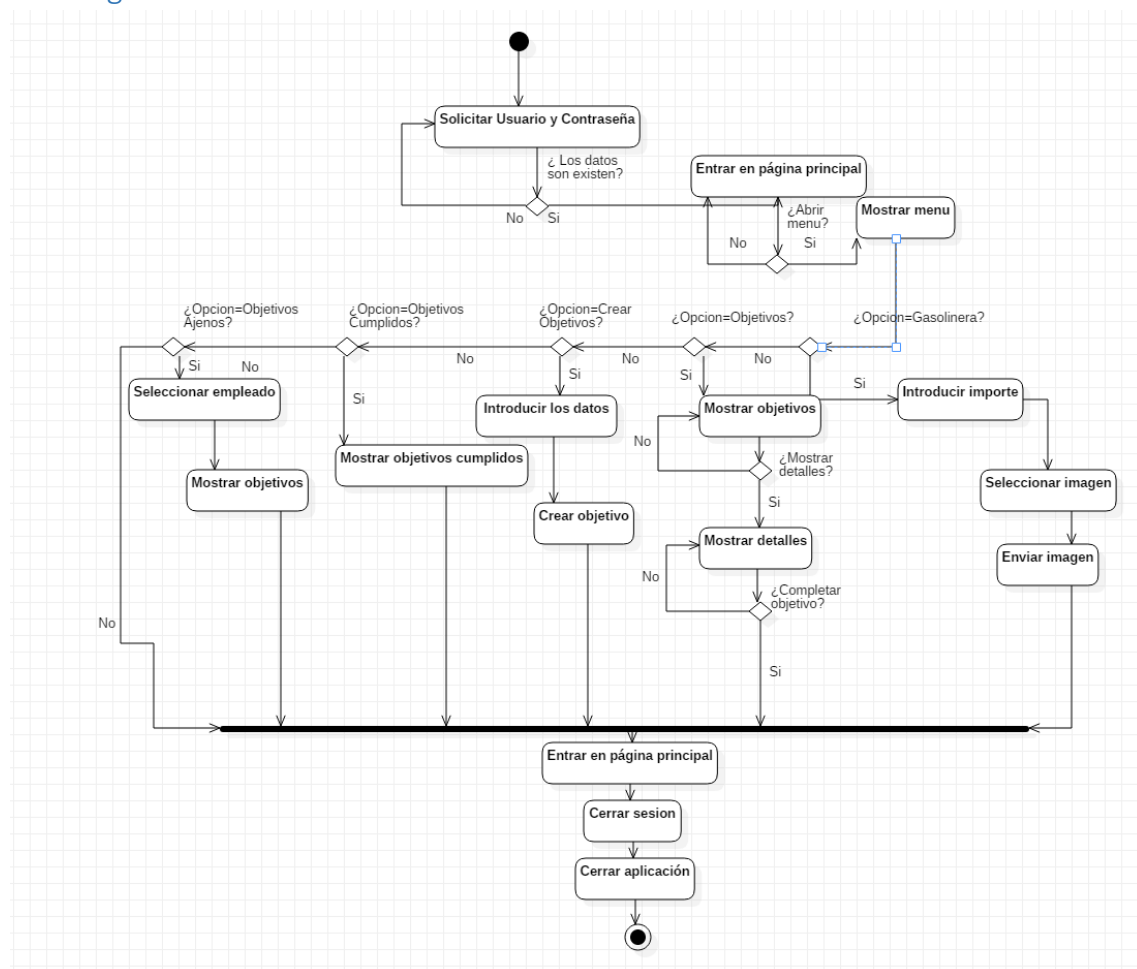 Solicitar Usuario y Contraseña
¿ Los datos
son existen?
No
Si
Entrar en página principal
¿Abrir
menu?
No
Si
Mostrar menu
¿Opcion=Objetivos
Ajenos?
¿Opcion=Objetivos
Cumplidos?
¿Opcion=Crear
Objetivos?
¿Opcion=Objetivos?
¿Opcion=Gasolinera?
Si
No
No
No
No
Si
Si
Si
Si
Seleccionar empleado
Introducir los datos
Mostrar objetivos
Introducir importe
No
Mostrar objetivos cumplidos
¿Mostrar
detalles?
Mostrar objetivos
Seleccionar imagen
Si
Crear objetivo
Mostrar detalles
Enviar imagen
No
¿Completar
objetivo?
No
Si
Entrar en página principal
Cerrar sesion
Cerrar aplicación